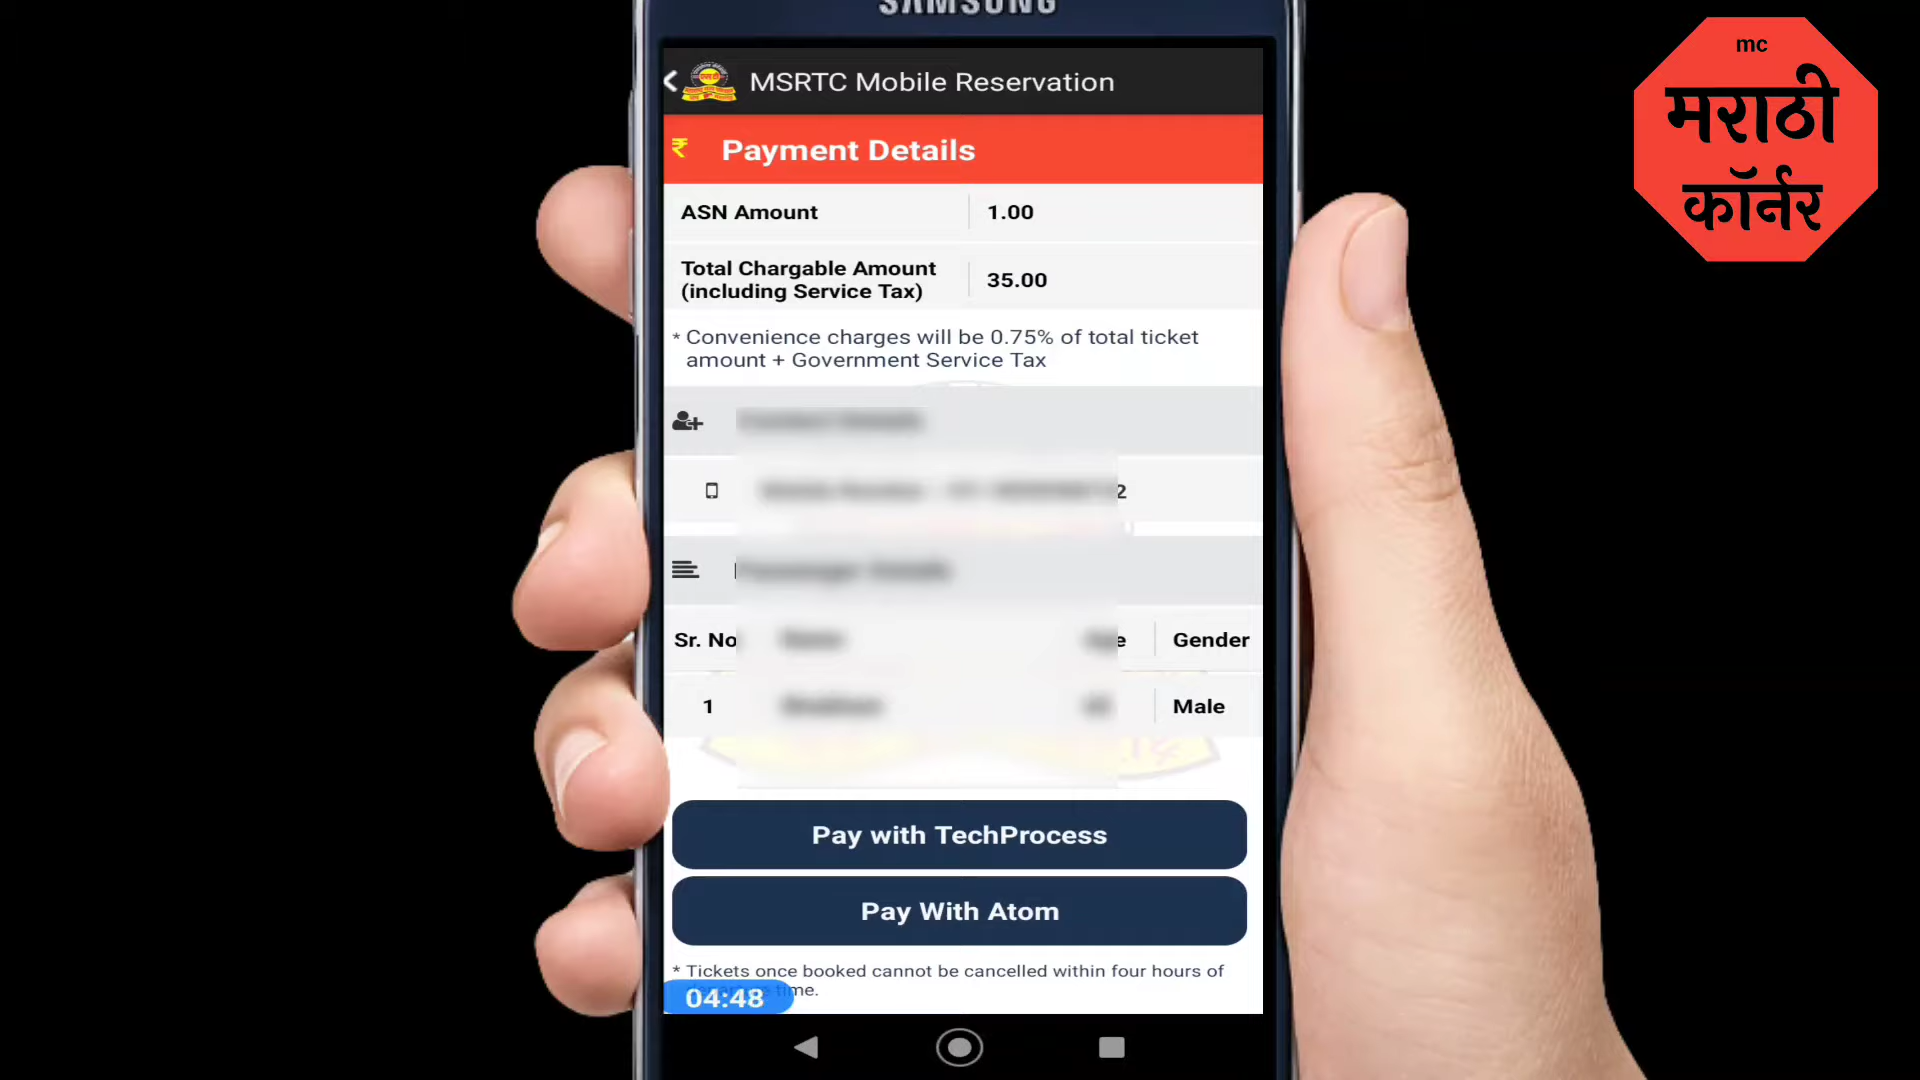 SAMSUNG
mc
मराठी
कॉर्नर
MSRTC Mobile Reservation
₹ Payment Details
ASN Amount 1.00
Total Chargable Amount
(including Service Tax) 35.00
* Convenience charges will be 0.75% of total ticket
amount + Government Service Tax
2
Sr. No Gender
1 Male
Pay with TechProcess
Pay With Atom
* Tickets once booked cannot be cancelled within four hours of
time.
04:48